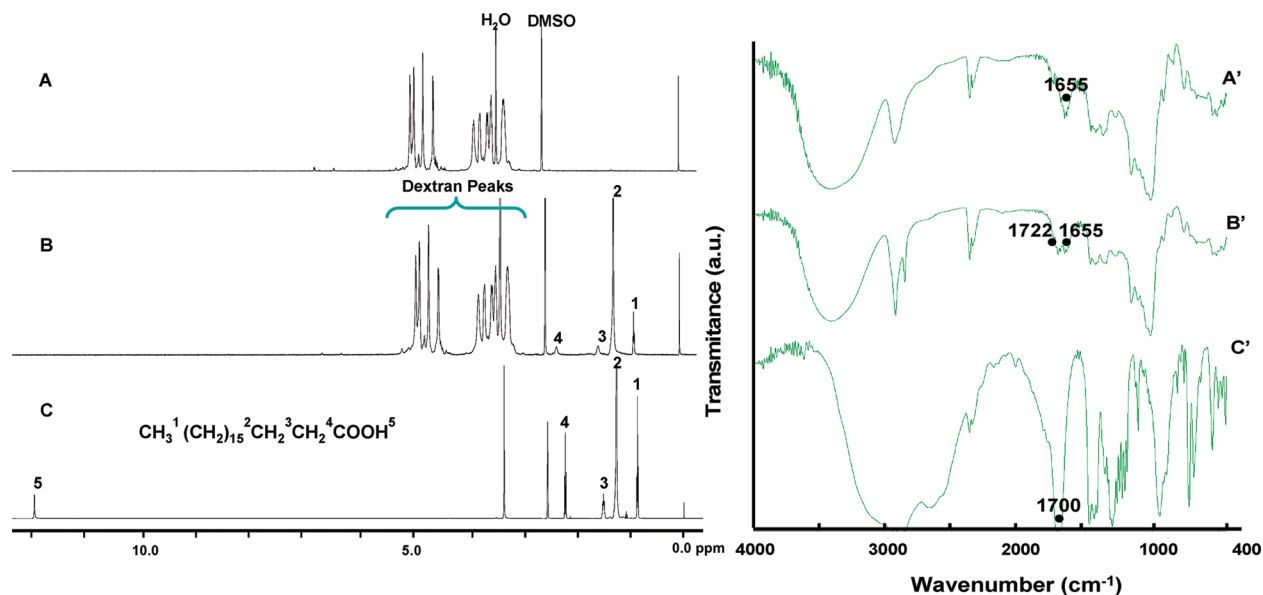 H₂O DMSO
A
Dextran Peaks
2
B
4
3
1
C
2
1
CH₃¹ (CH₂)₁₅²CH₂³CH₂⁴COOH⁵
5
4
3
10.0 5.0 0.0 ppm
Transmitance (a.u.)
1655
A'
1722 1655
B'
C'
1700
4000 3000 2000 1000 400
Wavenumber (cm⁻¹)